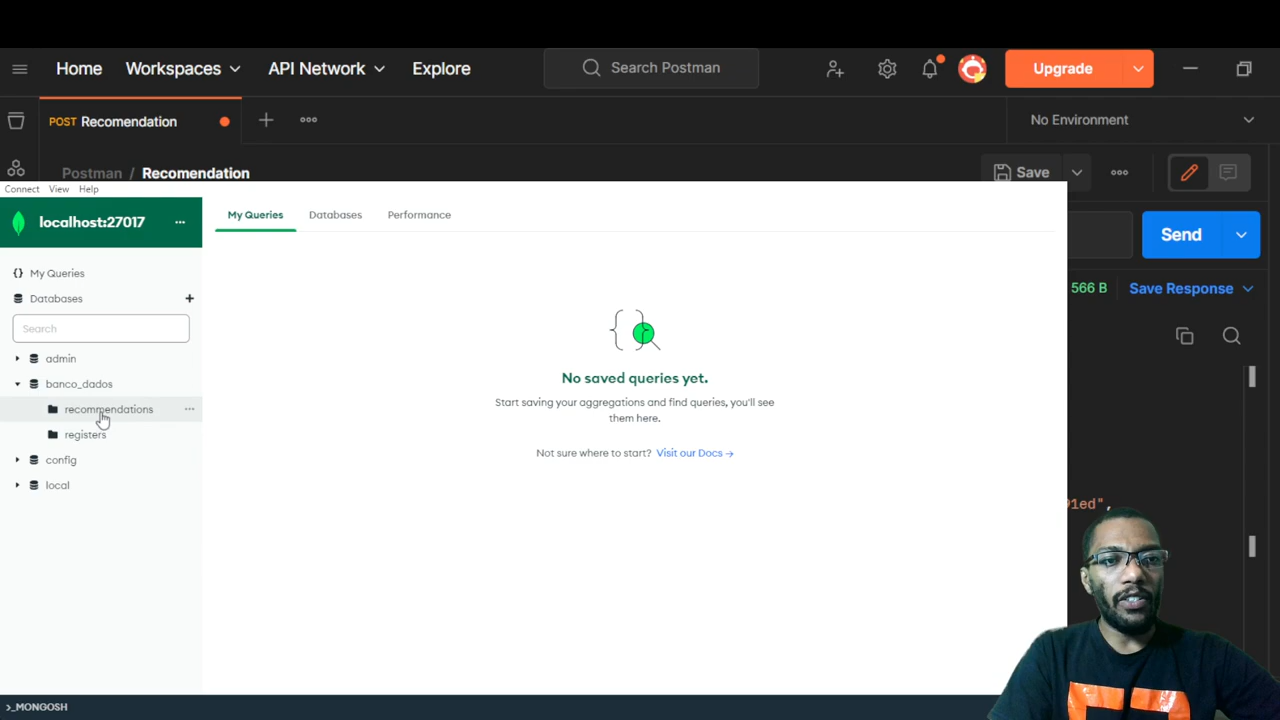 Home Workspaces API Network Explore Search Postman Upgrade
POST Recomendation No Environment
Postman / Recomendation Save
Connect View Help
localhost:27017 ...
My Queries Databases Performance
Send
{} My Queries
Databases +
566 B Save Response
Search
admin
No saved queries yet.
banco_dados
Start saving your aggregations and find queries, you'll see
them here.
recommendations ...
registers
Not sure where to start? Visit our Docs →
config
local
91ed",
>_MONGOSH